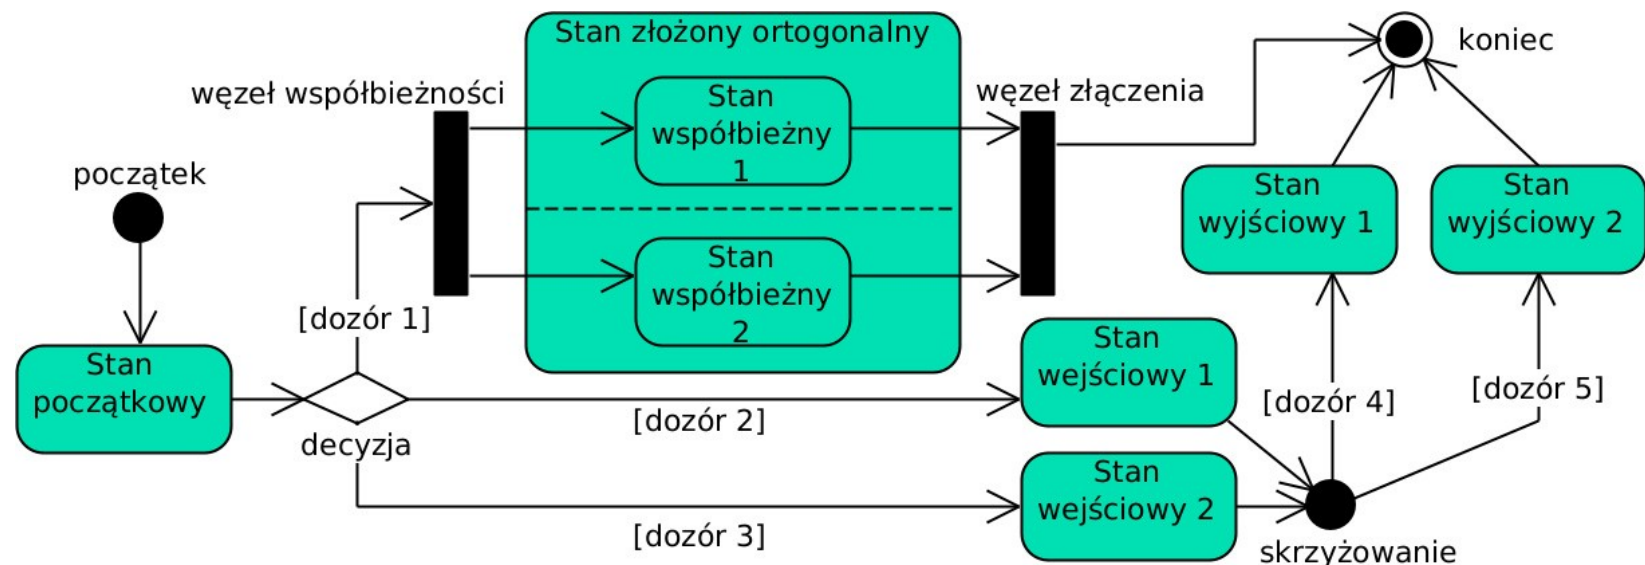 Stan złożony ortogonalny
koniec
węzeł współbieżności
Stan
współbieżny
1
węzeł złączenia
początek
Stan
wyjściowy 1
Stan
wyjściowy 2
Stan
współbieżny
2
[dozór 1]
Stan
początkowy
Stan
wejściowy 1
[dozór 4]
[dozór 5]
[dozór 2]
decyzja
Stan
wejściowy 2
[dozór 3]
skrzyżowanie